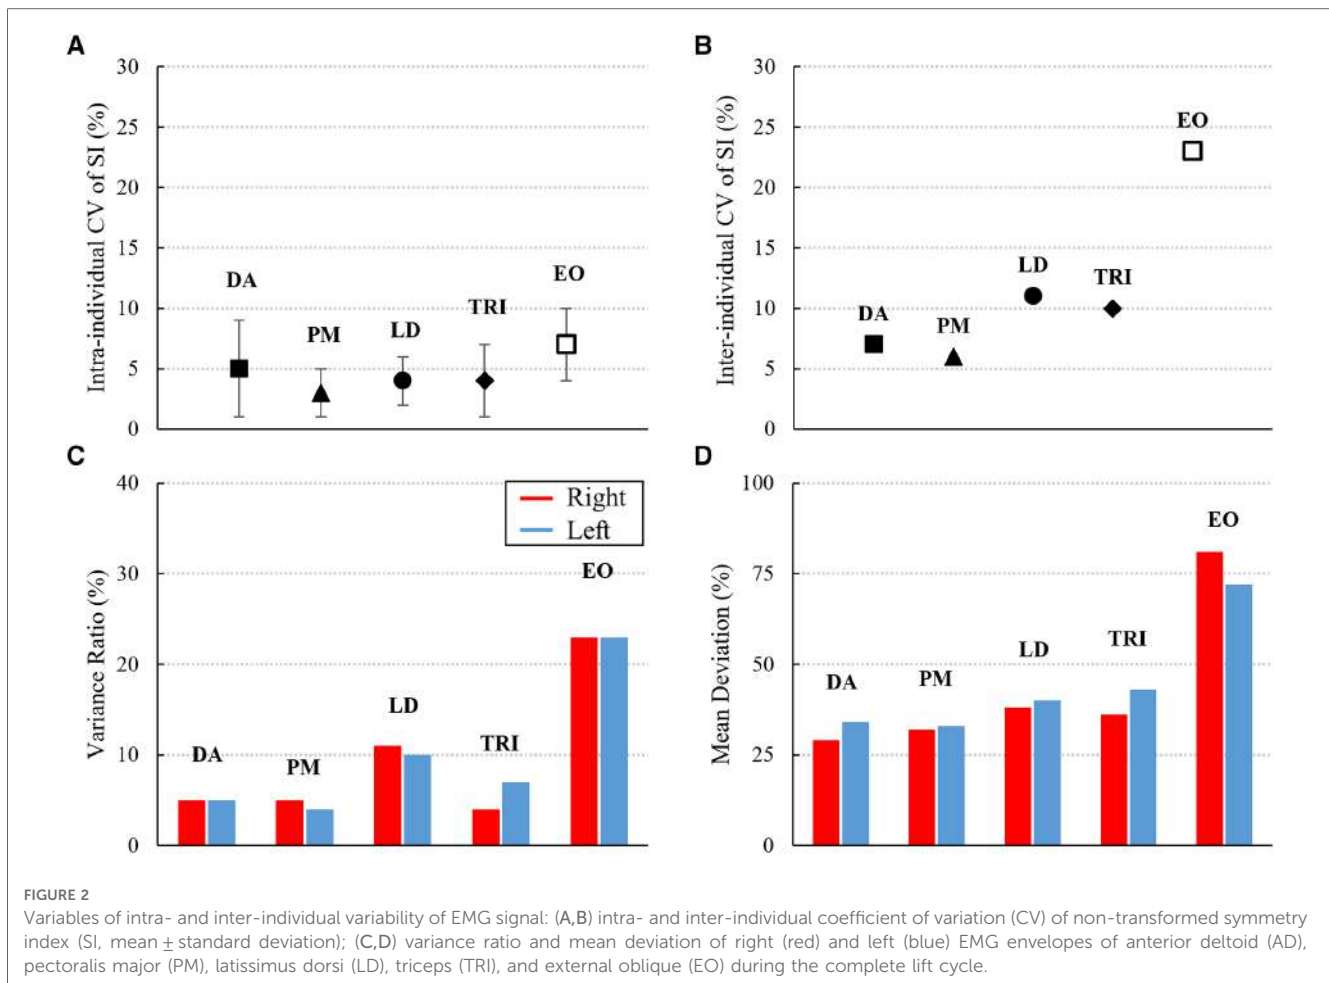 A
30
25
20
15
10
5
0
Intra-individual CV of SI (%)
DA
PM
LD
TRI
EO
B
30
25
20
15
10
5
0
Inter-individual CV of SI (%)
DA
PM
LD
TRI
EO
C
40
30
20
10
0
Variance Ratio (%)
Right
Left
DA
PM
LD
TRI
EO
D
100
75
50
25
0
Mean Deviation (%)
DA
PM
LD
TRI
EO
FIGURE 2
Variables of intra- and inter-individual variability of EMG signal: (A,B) intra- and inter-individual coefficient of variation (CV) of non-transformed symmetry
index (SI, mean ± standard deviation); (C,D) variance ratio and mean deviation of right (red) and left (blue) EMG envelopes of anterior deltoid (AD),
pectoralis major (PM), latissimus dorsi (LD), triceps (TRI), and external oblique (EO) during the complete lift cycle.